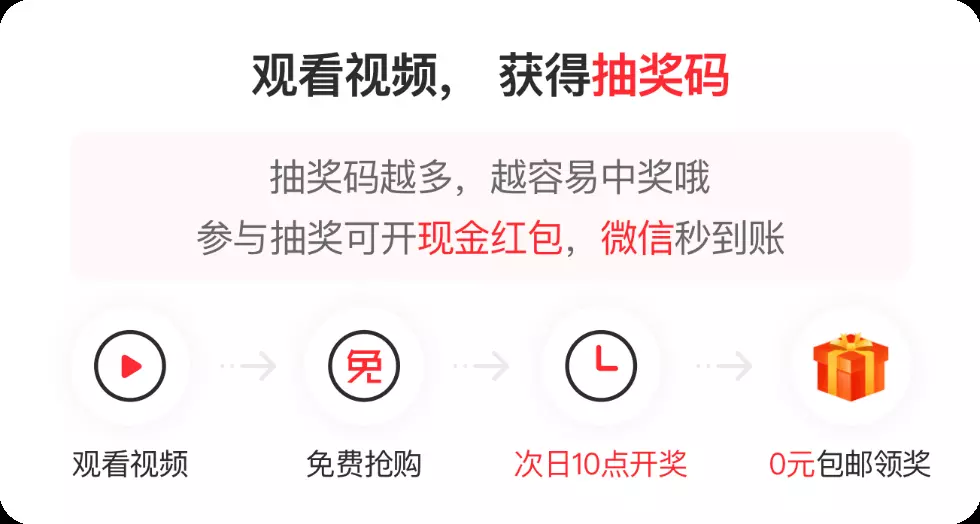 观看视频，获得抽奖码
抽奖码越多，越容易中奖哦
参与抽奖可开现金红包，微信秒到账
免
观看视频
免费抢购
次日10点开奖
0元包邮领奖